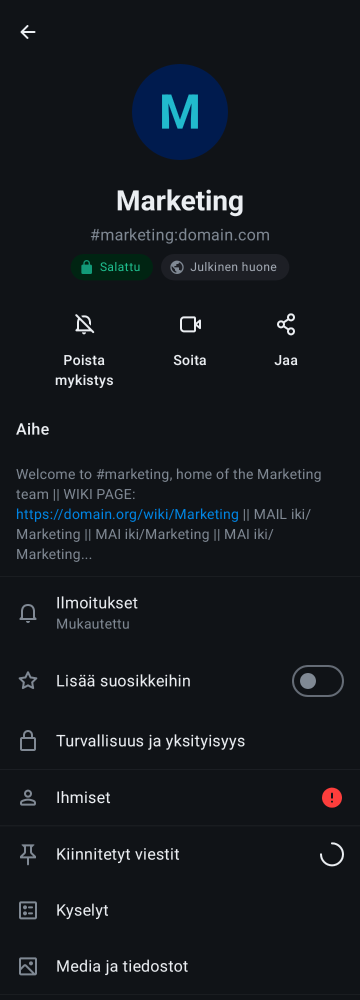 M
Marketing
#marketing:domain.com
Salattu
Julkinen huone
Poista
mykistys
Soita
Jaa
Aihe
Welcome to #marketing, home of the Marketing
team || WIKI PAGE:
https://domain.org/wiki/Marketing || MAIL iki/
Marketing || MAI iki/Marketing || MAI iki/
Marketing...
Ilmoitukset
Mukautettu
Lisää suosikkeihin
Turvallisuus ja yksityisyys
Ihmiset
Kiinnitetyt viestit
Kyselyt
Media ja tiedostot